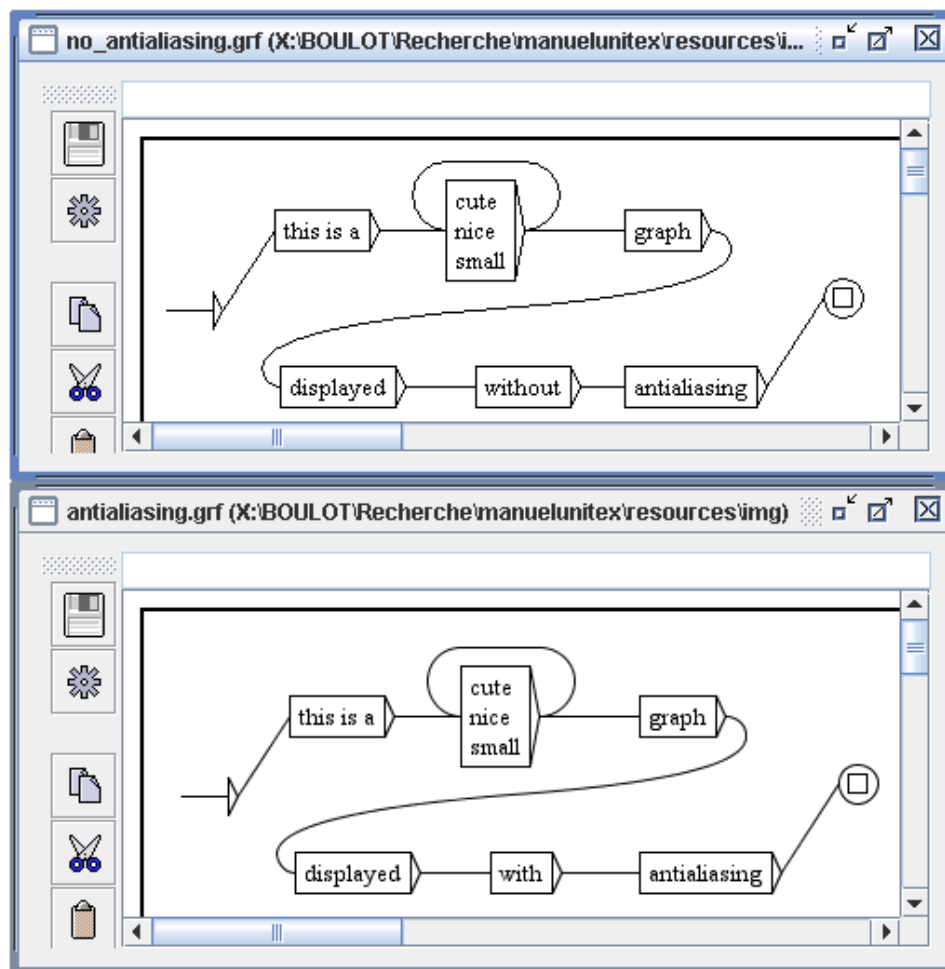 no_antialiasing.grf (X:\BOULOT\Recherche\manuelunitex\resources\i...
this is a
cute
nice
small
graph
displayed
without
antialiasing
antialiasing.grf (X:\BOULOT\Recherche\manuelunitex\resources\img)
this is a
cute
nice
small
graph
displayed
with
antialiasing